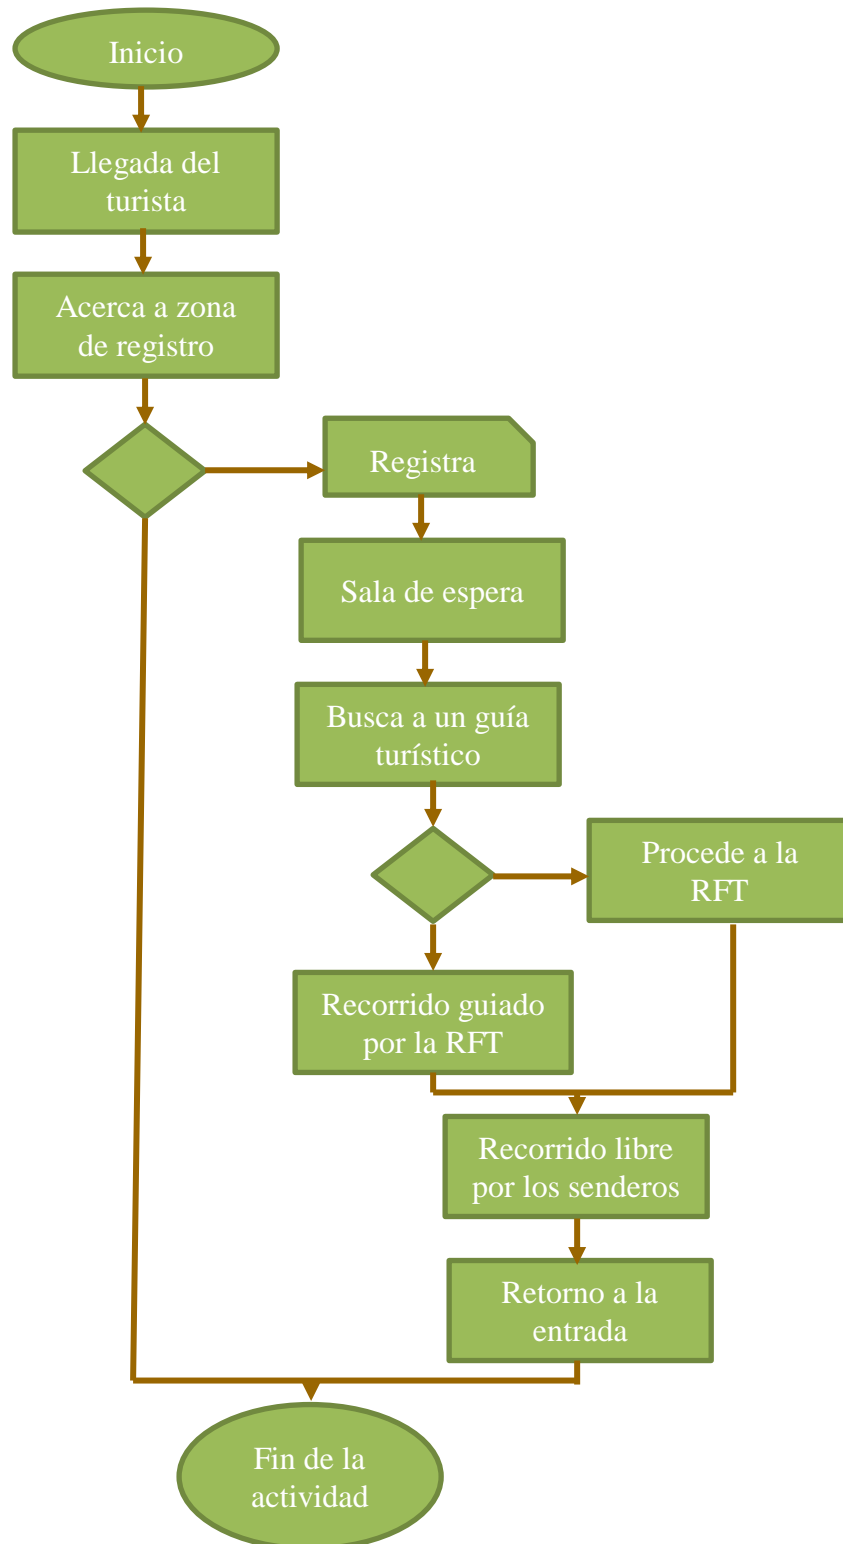 Inicio
Llegada del
turista
Acerca a zona
de registro
Registra
Sala de espera
Busca a un guía
turístico
Procede a la
RFT
Recorrido guiado
por la RFT
Recorrido libre
por los senderos
Retorno a la
entrada
Fin de la
actividad